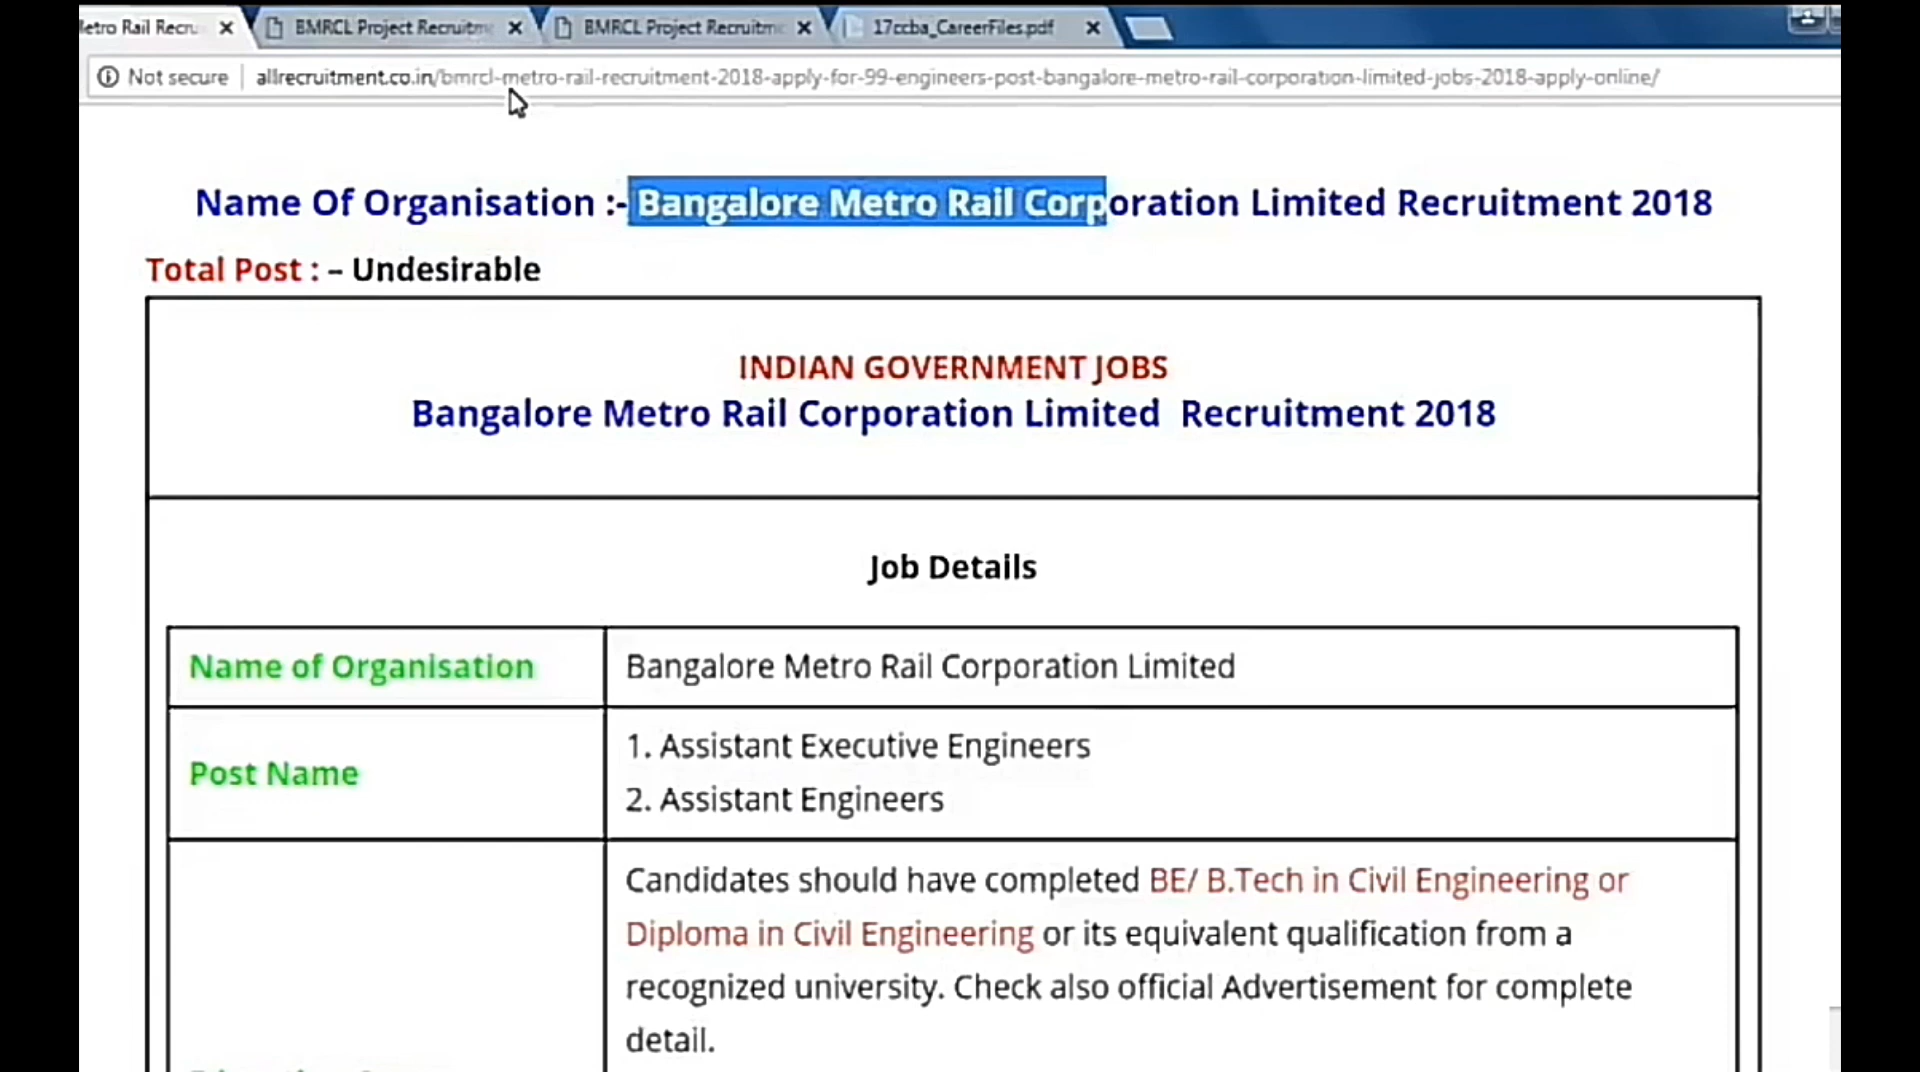 etro Rail Recru
BMRCL Project Recruitm
BMRCL Project Recruitm
17ccba_CareerFiles.pdf
Not secure
allrecruitment.co.in/bmrcl-metro-rail-recruitment-2018-apply-for-99-engineers-post-bangalore-metro-rail-corporation-limited-jobs-2018-apply-online/
Name Of Organisation :- Bangalore Metro Rail Corporation Limited Recruitment 2018
Total Post : – Undesirable
INDIAN GOVERNMENT JOBS
Bangalore Metro Rail Corporation Limited Recruitment 2018
Job Details
Name of Organisation
Bangalore Metro Rail Corporation Limited
Post Name
1. Assistant Executive Engineers
2. Assistant Engineers
Candidates should have completed BE/ B.Tech in Civil Engineering or
Diploma in Civil Engineering or its equivalent qualification from a
recognized university. Check also official Advertisement for complete
detail.